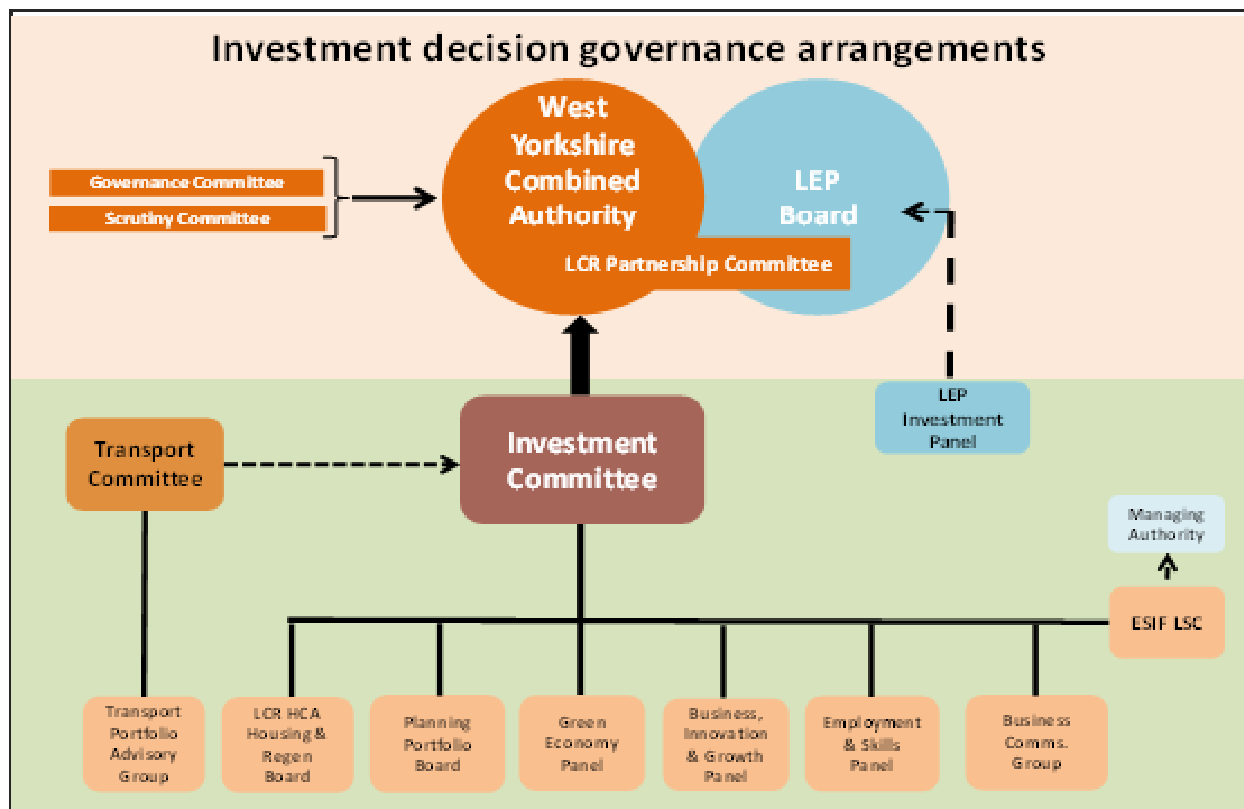 Investment decision governance arrangements
West
Yorkshire
Combined
Authority
LEP
Board
Governance Committee
Scrutiny Committee
LCR Partnership Committee
LEP
Investment
Panel
Transport
Committee
Investment
Committee
Managing
Authority
ESIF LSC
Transport
Portfolio
Advisory
Group
LCR HCA
Housing &
Regen
Board
Planning
Portfolio
Board
Green
Economy
Panel
Business,
Innovation
& Growth
Panel
Employment
& Skills
Panel
Business
Comms.
Group